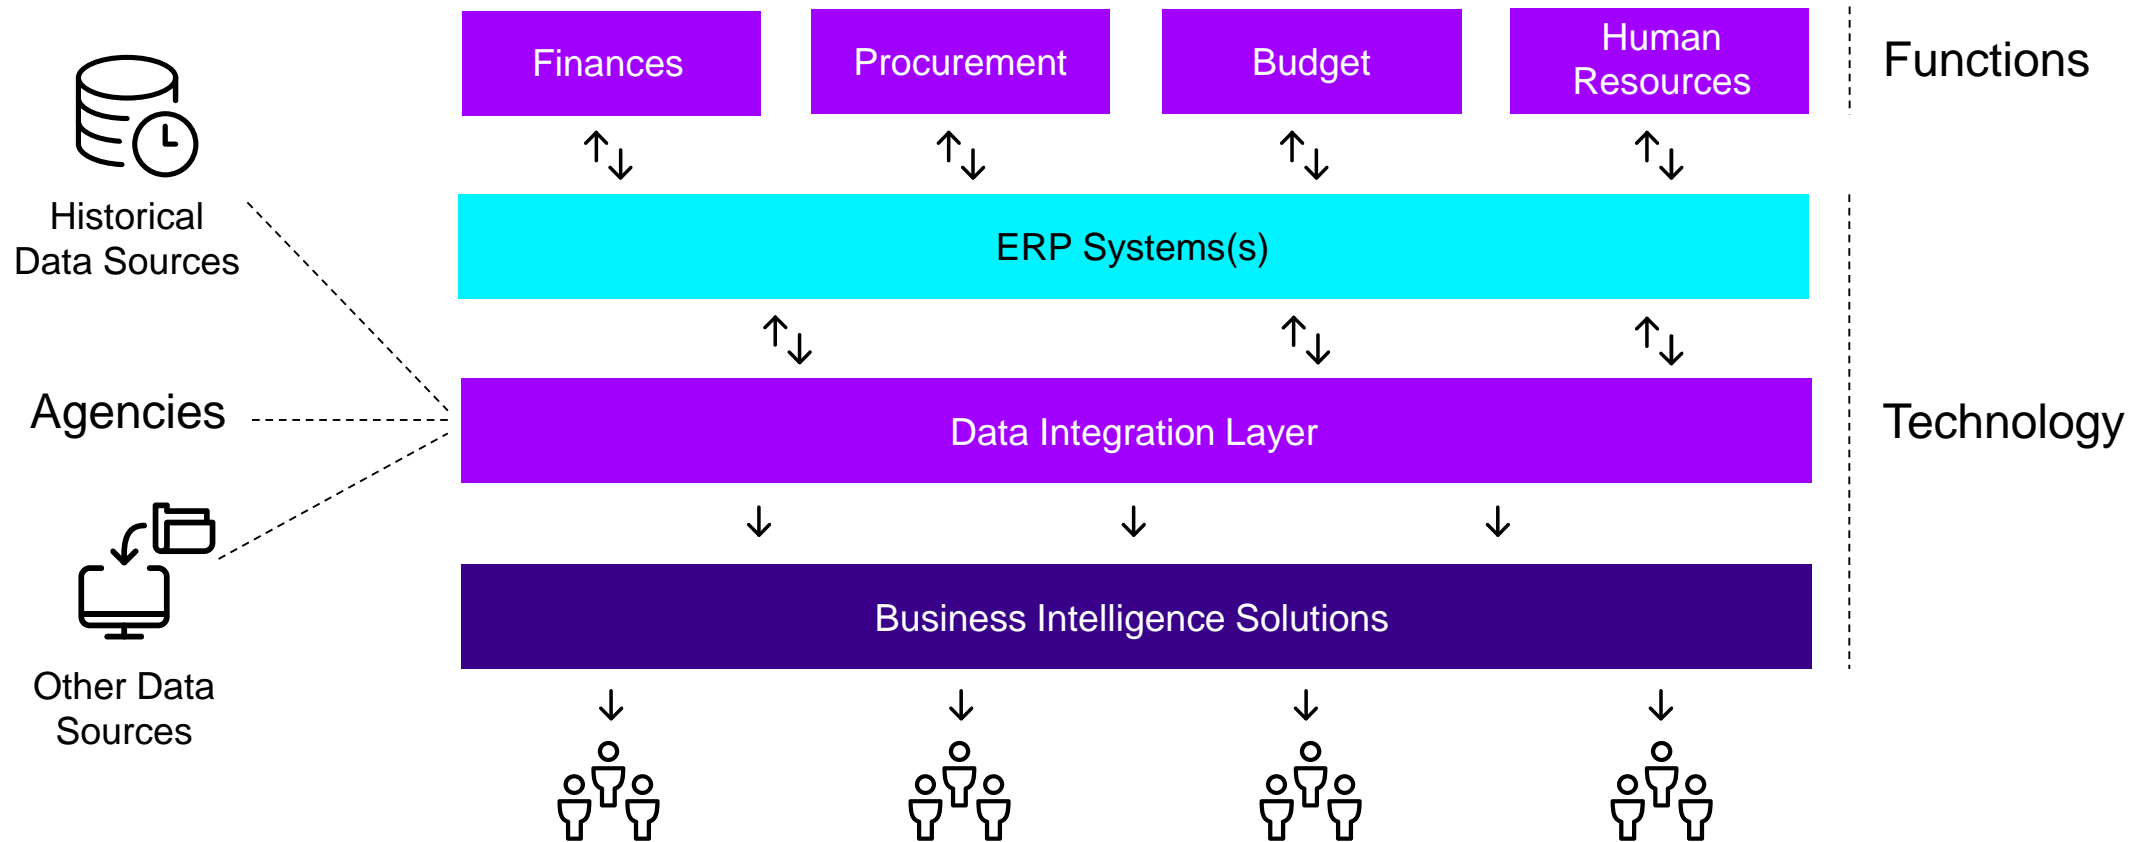 Finances
Procurement
Budget
Human
Resources
Functions
Historical
Data Sources
ERP Systems(s)
Agencies
Data Integration Layer
Technology
Business Intelligence Solutions
Other Data
Sources